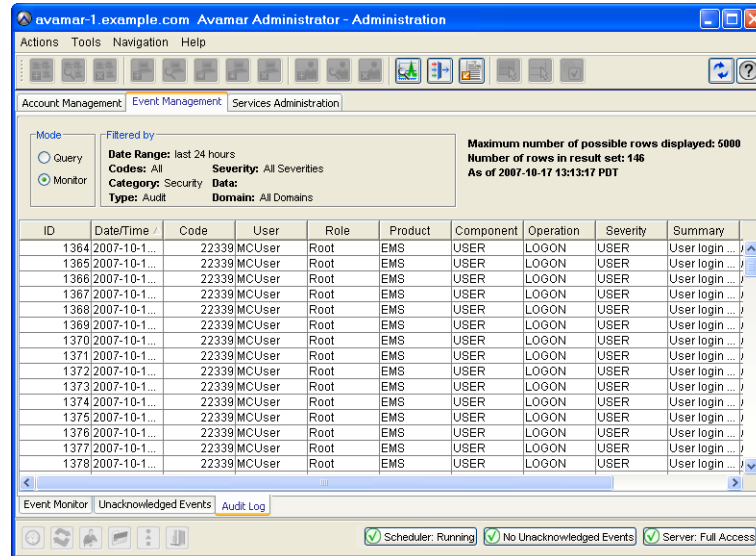 avamar-1.example.com Avamar Administrator - Administration
Actions Tools Navigation Help
Account Management Event Management Services Administration
Mode
Query
Monitor
Filtered by
Date Range: last 24 hours
Codes: All Severity: All Severities
Category: Security Data:
Type: Audit Domain: All Domains
Maximum number of possible rows displayed: 5000
Number of rows in result set: 146
As of 2007-10-17 13:13:17 PDT
ID Date/Time Code User Role Product Component Operation Severity Summary
1364 2007-10-1... 22339 MCUser Root EMS USER LOGON USER User login ...
1365 2007-10-1... 22339 MCUser Root EMS USER LOGON USER User login ...
1366 2007-10-1... 22339 MCUser Root EMS USER LOGON USER User login ...
1367 2007-10-1... 22339 MCUser Root EMS USER LOGON USER User login ...
1368 2007-10-1... 22339 MCUser Root EMS USER LOGON USER User login ...
1369 2007-10-1... 22339 MCUser Root EMS USER LOGON USER User login ...
1370 2007-10-1... 22339 MCUser Root EMS USER LOGON USER User login ...
1371 2007-10-1... 22339 MCUser Root EMS USER LOGON USER User login ...
1372 2007-10-1... 22339 MCUser Root EMS USER LOGON USER User login ...
1373 2007-10-1... 22339 MCUser Root EMS USER LOGON USER User login ...
1374 2007-10-1... 22339 MCUser Root EMS USER LOGON USER User login ...
1375 2007-10-1... 22339 MCUser Root EMS USER LOGON USER User login ...
1376 2007-10-1... 22339 MCUser Root EMS USER LOGON USER User login ...
1377 2007-10-1... 22339 MCUser Root EMS USER LOGON USER User login ...
1378 2007-10-1... 22339 MCUser Root EMS USER LOGON USER User login ...
Event Monitor Unacknowledged Events Audit Log
Scheduler: Running No Unacknowledged Events Server: Full Access